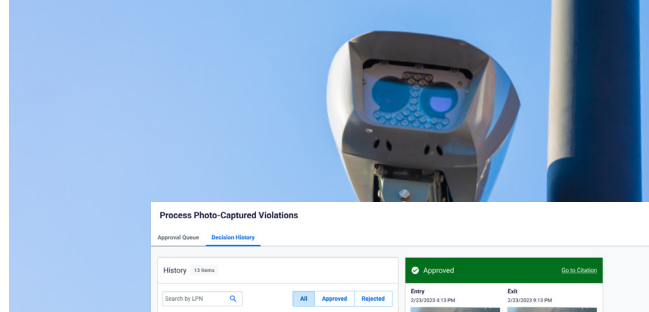 Process Photo-Captured Violations
Approval Queue Decision History
History 13 items
Approved Go to Citation
Search by LPN All Approved Rejected
Entry Exit
2/23/2023 4:13 PM 2/23/2023 9:13 PM